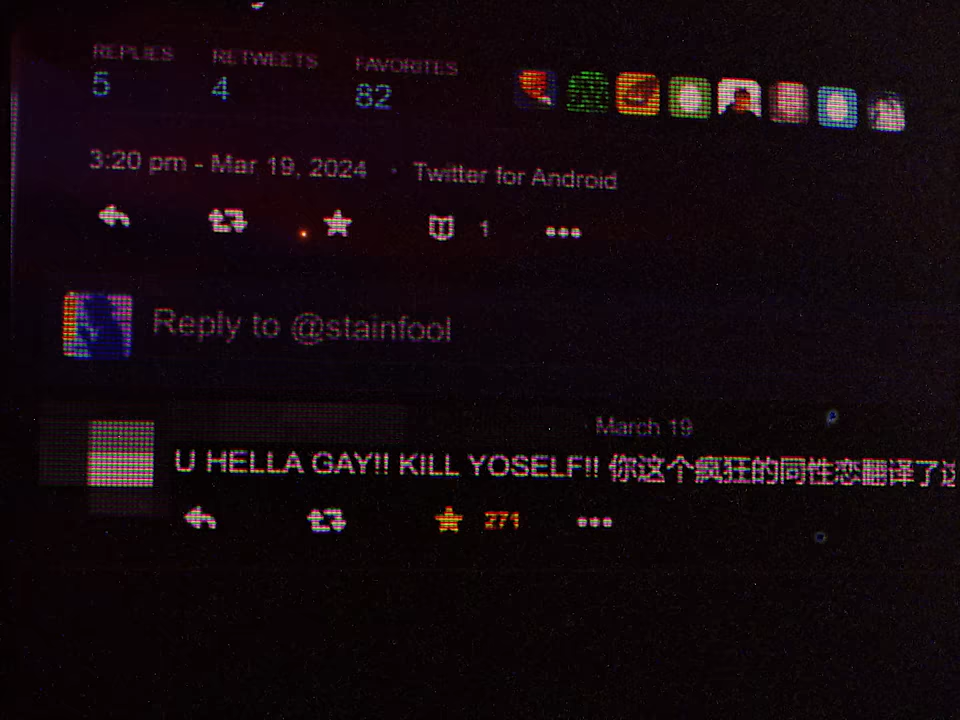 REPLIES RETWEETS FAVORITES
5 4 82
3:20 pm - Mar 19, 2024 · Twitter for Android
1
Reply to @stainfool
March 19
U HELLA GAY!! KILL YOSELF!! 你这个疯狂的同性恋翻译了这
271